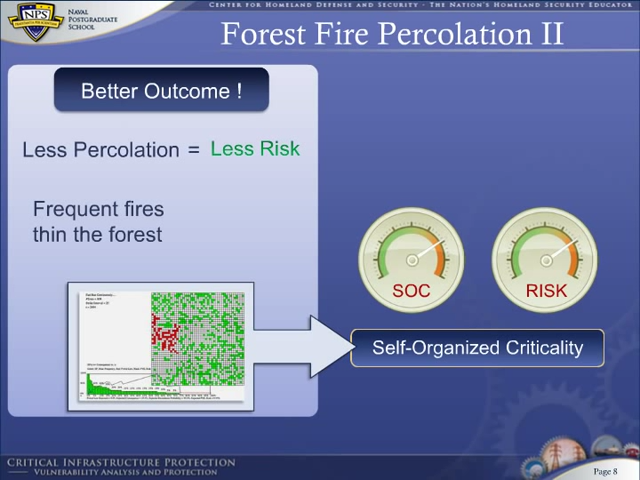 CENTER FOR HOMELAND DEFENSE AND SECURITY · THE NATION'S HOMELAND SECURITY EDUCATOR
NPS
NAVAL
POSTGRADUATE
SCHOOL
Forest Fire Percolation II
Better Outcome !
Less Percolation = Less Risk
Frequent fires
thin the forest
SOC
RISK
Self-Organized Criticality
CRITICAL INFRASTRUCTURE PROTECTION
VULNERABILITY ANALYSIS AND PROTECTION
Page 8